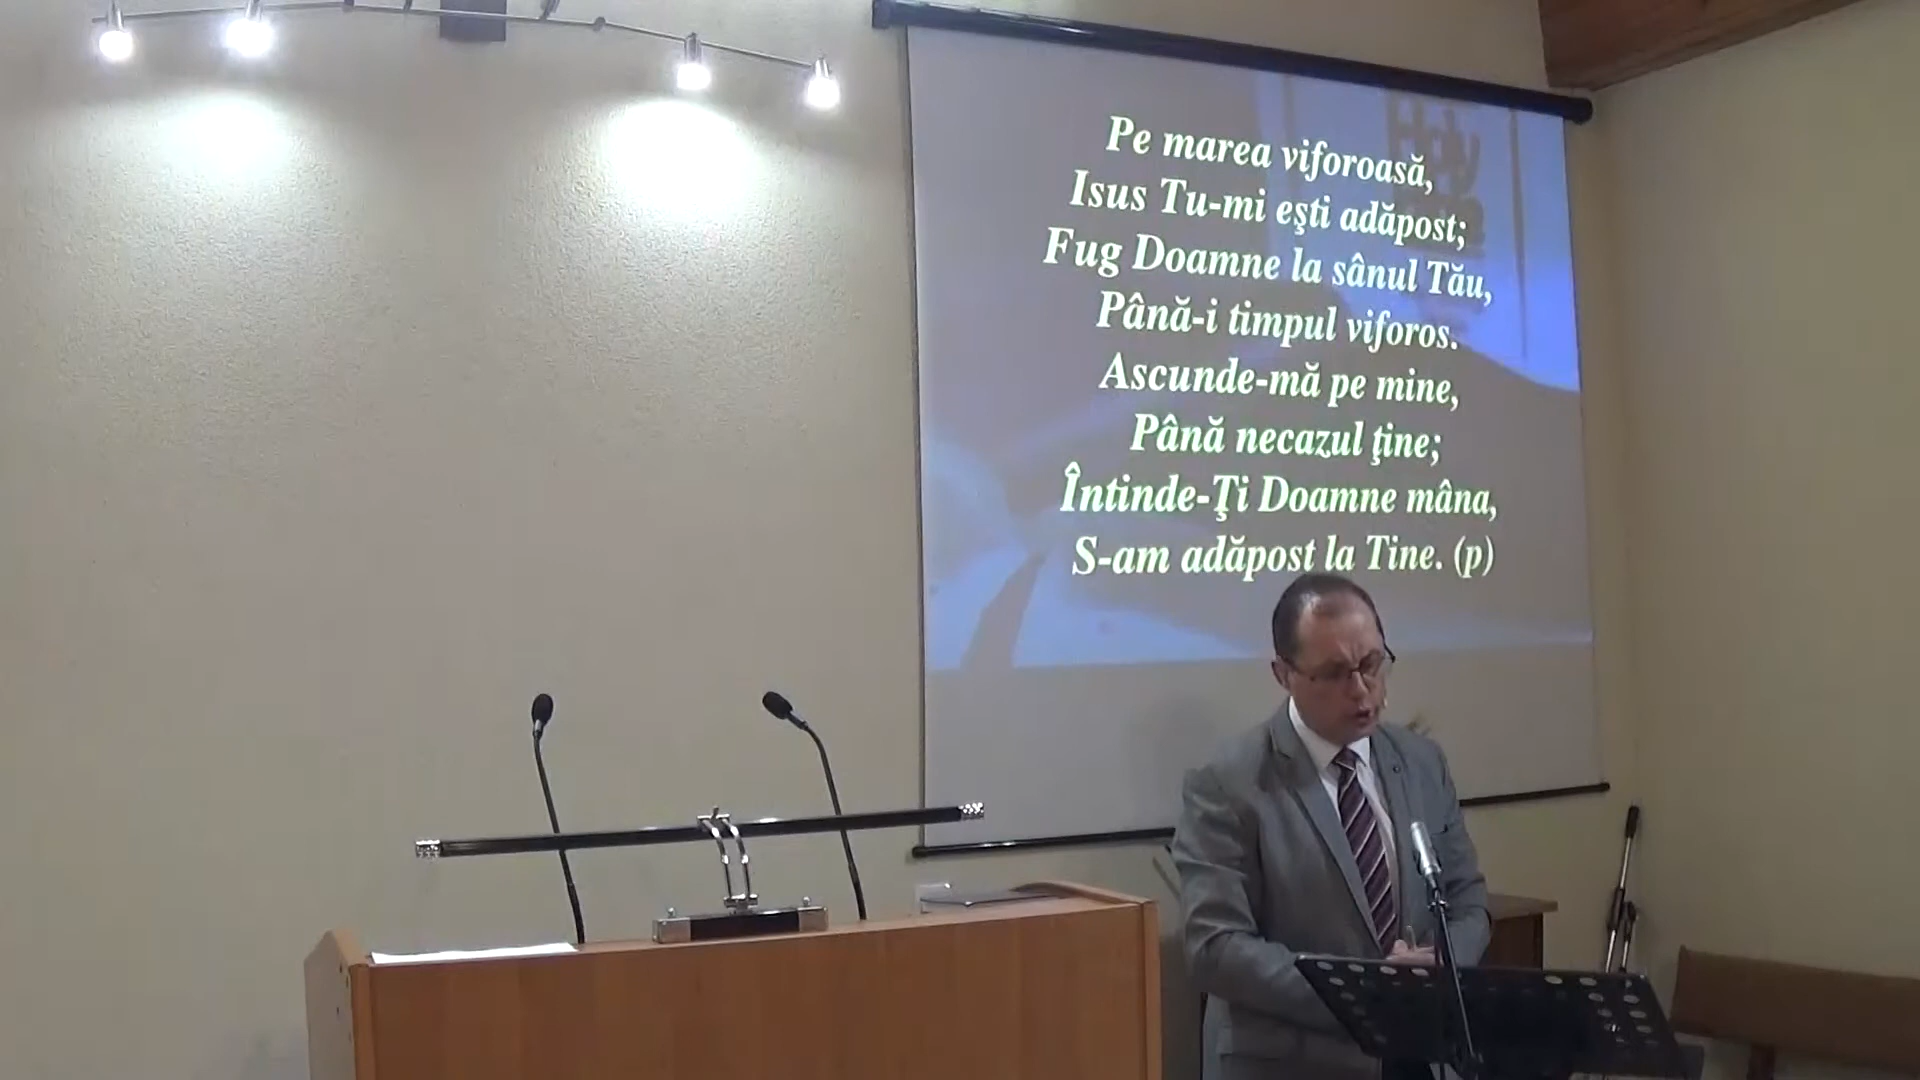 Holy
Pe marea viforoasă,
Isus Tu-mi eşti adăpost;
Fug Doamne la sânul Tău,
Până-i timpul viforos.
Ascunde-mă pe mine,
Până necazul ţine;
Întinde-Ţi Doamne mâna,
S-am adăpost la Tine. (p)